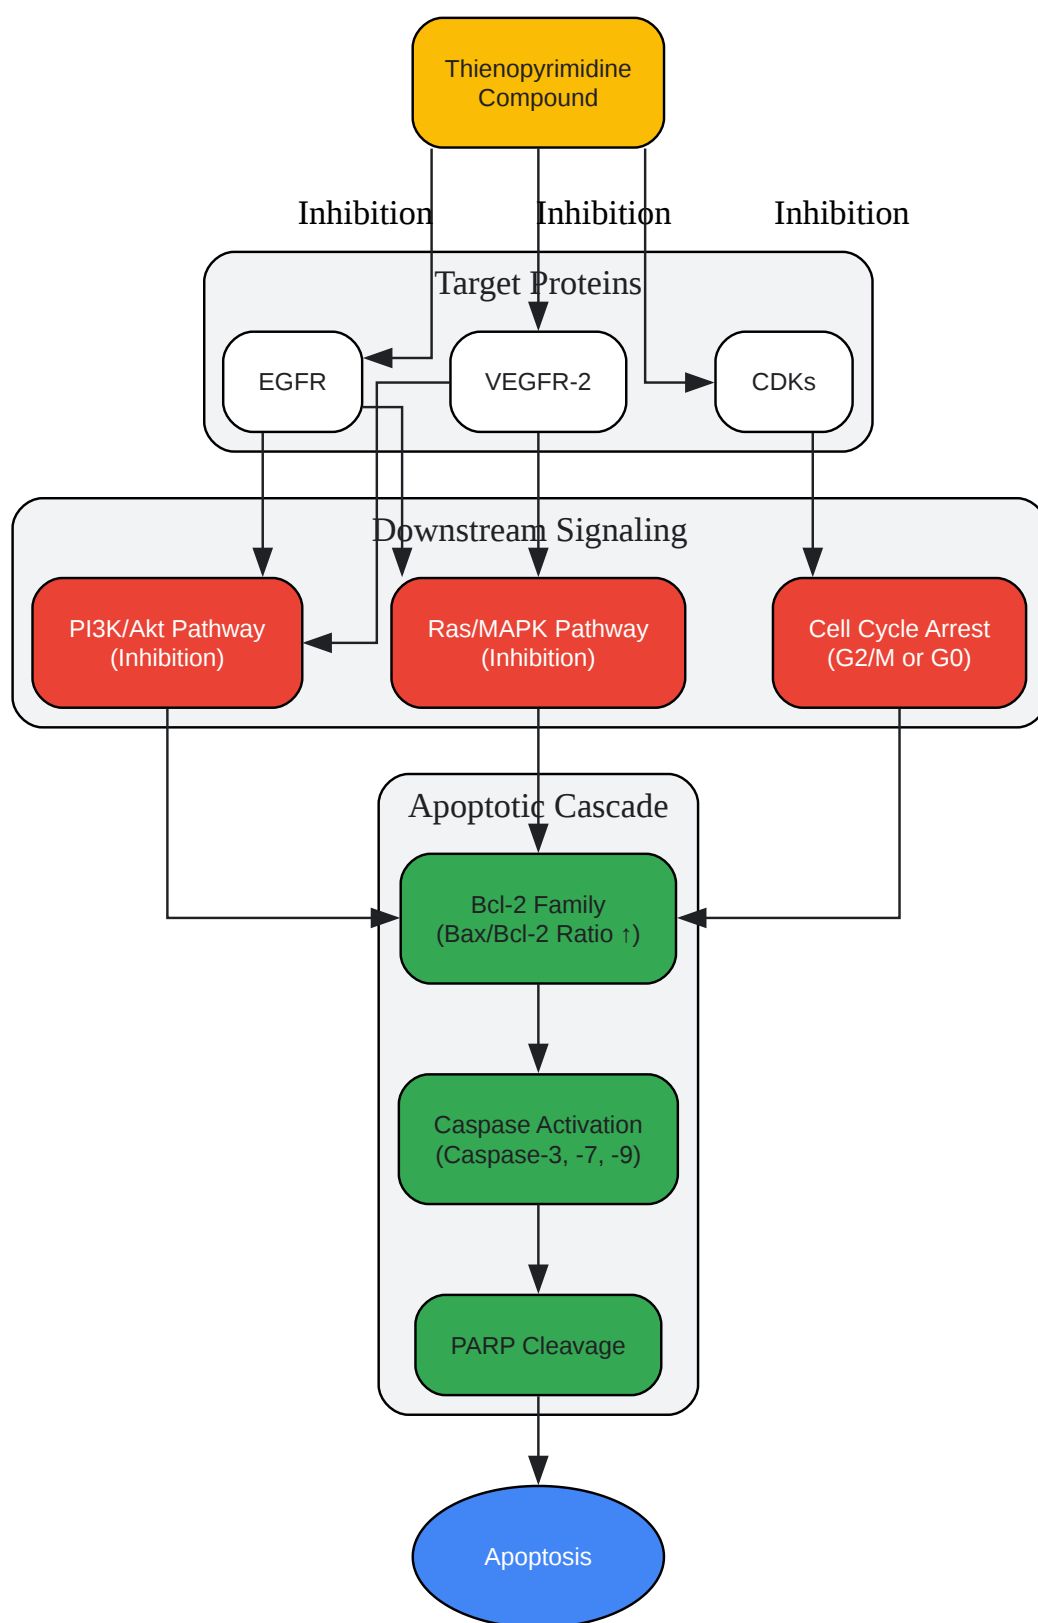 Thienopyrimidine
Compound
Inhibition
Inhibition
Inhibition
Target Proteins
EGFR
VEGFR-2
CDKs
Downstream Signaling
PI3K/Akt Pathway
(Inhibition)
Ras/MAPK Pathway
(Inhibition)
Cell Cycle Arrest
(G2/M or G0)
Apoptotic Cascade
Bcl-2 Family
(Bax/Bcl-2 Ratio ↑)
Caspase Activation
(Caspase-3, -7, -9)
PARP Cleavage
Apoptosis